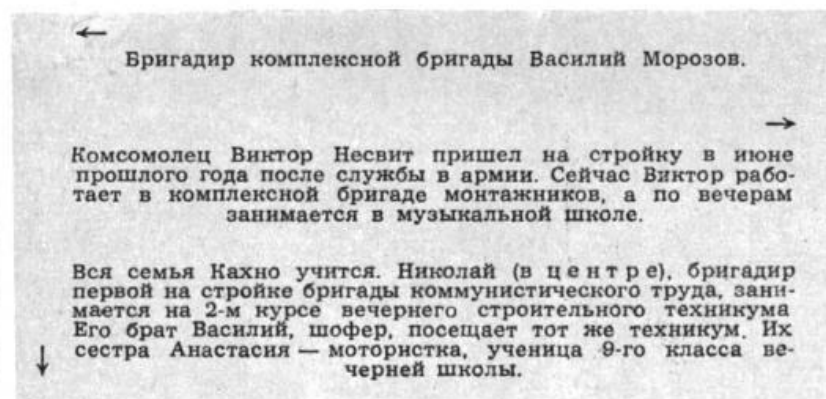 ←
Бригадир комплексной бригады Василий Морозов.
→
Комсомолец Виктор Несвит пришел на стройку в июне
прошлого года после службы в армии. Сейчас Виктор рабо-
тает в комплексной бригаде монтажников, а по вечерам
занимается в музыкальной школе.
Вся семья Кахно учится. Николай (в центре), бригадир
первой на стройке бригады коммунистического труда, зани-
мается на 2-м курсе вечернего строительного техникума
Его брат Василий, шофер, посещает тот же техникум. Их
сестра Анастасия — мотористка, ученица 9-го класса ве-
↓ черней школы.